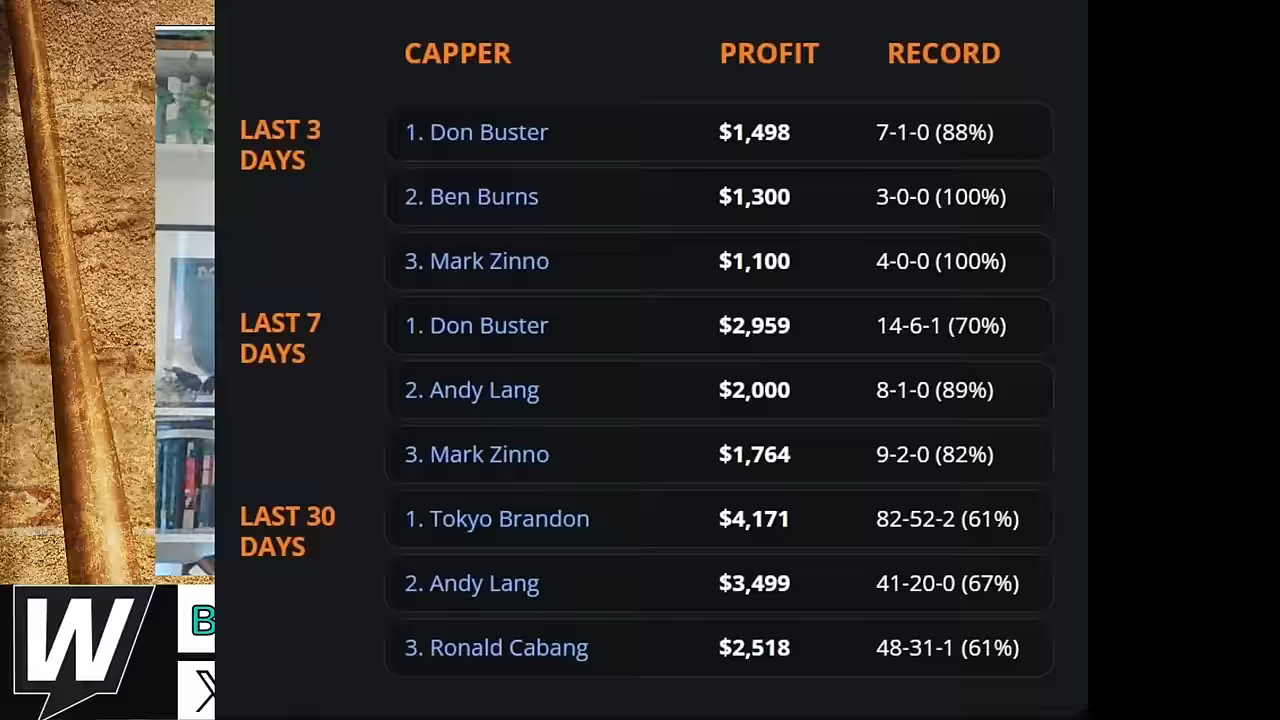 CAPPER PROFIT RECORD
LAST 3
DAYS
1. Don Buster $1,498 7-1-0 (88%)
2. Ben Burns $1,300 3-0-0 (100%)
3. Mark Zinno $1,100 4-0-0 (100%)
LAST 7
DAYS
1. Don Buster $2,959 14-6-1 (70%)
2. Andy Lang $2,000 8-1-0 (89%)
3. Mark Zinno $1,764 9-2-0 (82%)
LAST 30
DAYS
1. Tokyo Brandon $4,171 82-52-2 (61%)
2. Andy Lang $3,499 41-20-0 (67%)
3. Ronald Cabang $2,518 48-31-1 (61%)
W
B